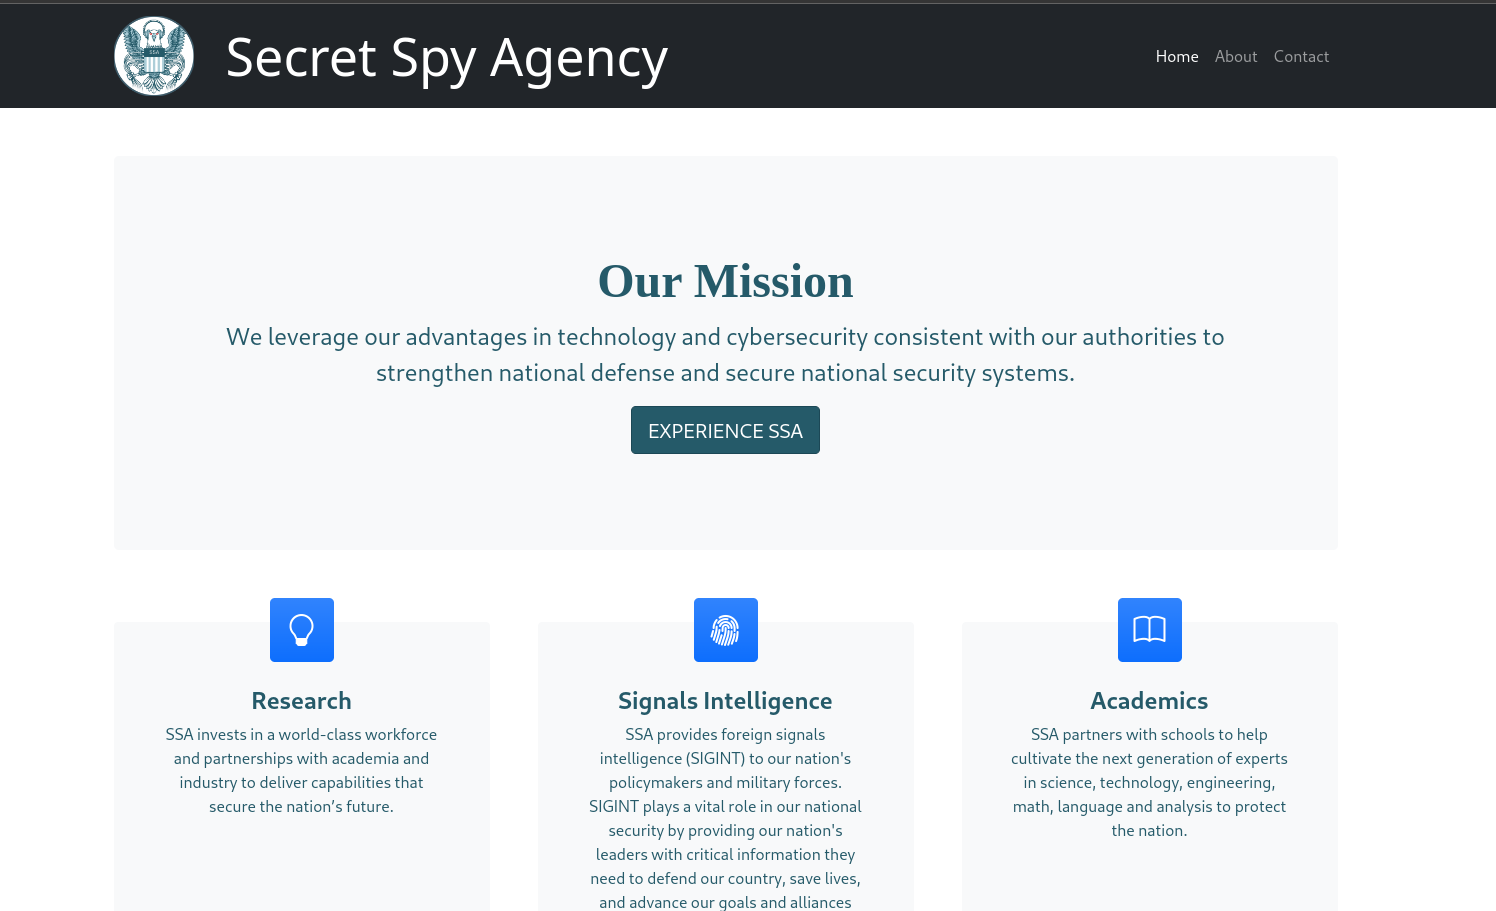 SSA
Secret Spy Agency
Home
About
Contact
Our Mission
We leverage our advantages in technology and cybersecurity consistent with our authorities to
strengthen national defense and secure national security systems.
EXPERIENCE SSA
Research
SSA invests in a world-class workforce
and partnerships with academia and
industry to deliver capabilities that
secure the nation’s future.
Signals Intelligence
SSA provides foreign signals
intelligence (SIGINT) to our nation's
policymakers and military forces.
SIGINT plays a vital role in our national
security by providing our nation's
leaders with critical information they
need to defend our country, save lives,
and advance our goals and alliances
Academics
SSA partners with schools to help
cultivate the next generation of experts
in science, technology, engineering,
math, language and analysis to protect
the nation.